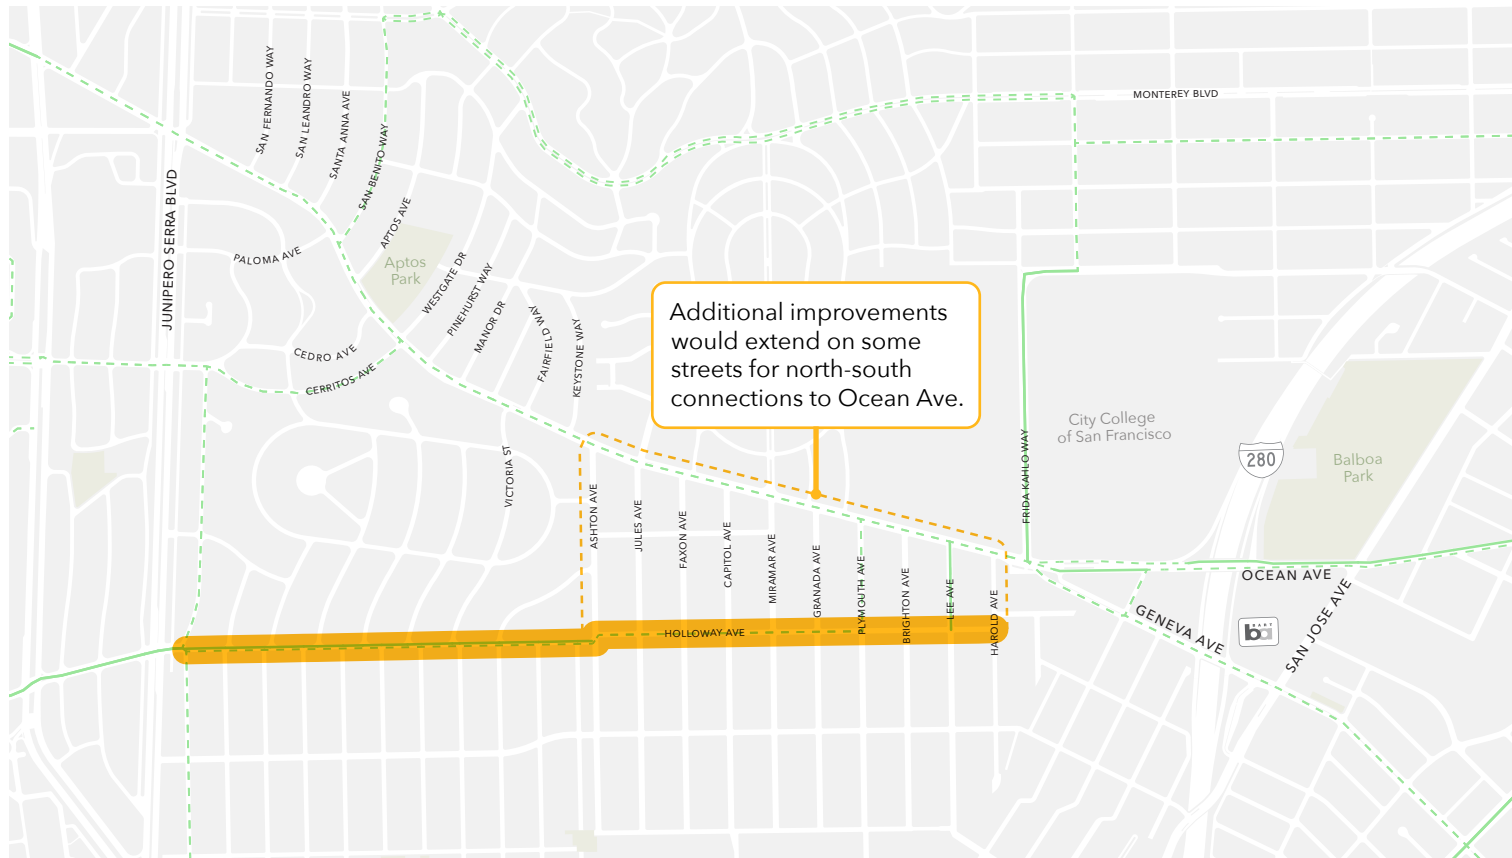 MONTEREY BLVD
SAN FERNANDO WAY
SAN LEANDRO WAY
SANTA ANNA AVE
SAN BENITO WAY
APTOS AVE
JUNIPERO SERRA BLVD
PALOMA AVE
Aptos
Park
WESTGATE DR
PINEHURST WAY
MANOR DR
FAIRFIELD WAY
KEYSTONE WAY
CEDRO AVE
CERRITOS AVE
Additional improvements
would extend on some
streets for north-south
connections to Ocean Ave.
City College
of San Francisco
280
Balboa
Park
FRIDA KAHLO WAY
VICTORIA ST
ASHTON AVE
JULES AVE
FAXON AVE
CAPITOL AVE
MIRAMAR AVE
GRANADA AVE
PLYMOUTH AVE
BRIGHTON AVE
LEE AVE
HAROLD AVE
HOLLOWAY AVE
OCEAN AVE
GENEVA AVE
BART
ba
SAN JOSE AVE